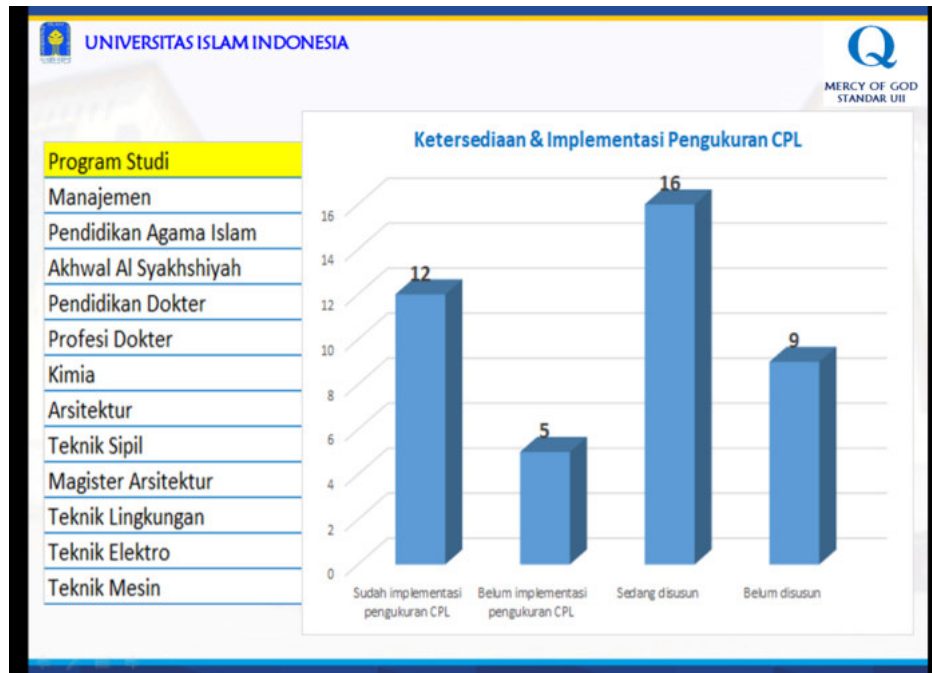 UNIVERSITAS ISLAM INDONESIA
Q
MERCY OF GOD
STANDAR UII
Program Studi
Manajemen
Pendidikan Agama Islam
Akhwal Al Syakhshiyah
Pendidikan Dokter
Profesi Dokter
Kimia
Arsitektur
Teknik Sipil
Magister Arsitektur
Teknik Lingkungan
Teknik Elektro
Teknik Mesin
Ketersediaan & Implementasi Pengukuran CPL
16
14
12
10
8
6
4
2
0
12
5
16
9
Sudah implementasi
pengukuran CPL
Belum implementasi
pengukuran CPL
Sedang disusun
Belum disusun